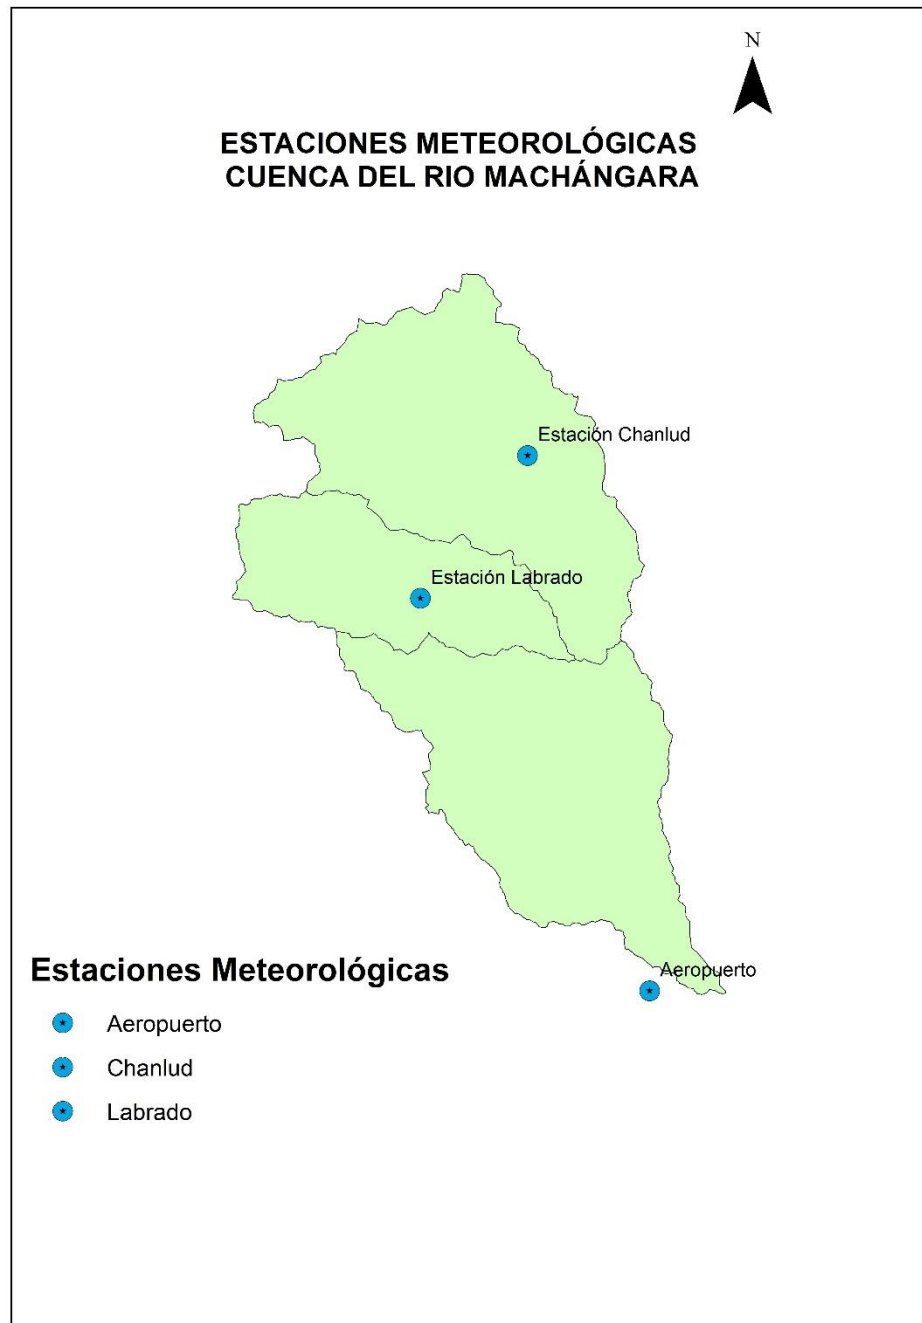 N
ESTACIONES METEOROLÓGICAS
CUENCA DEL RIO MACHÁNGARA
Estación Chanlud
Estación Labrado
Aeropuerto
Estaciones Meteorológicas
Aeropuerto
Chanlud
Labrado